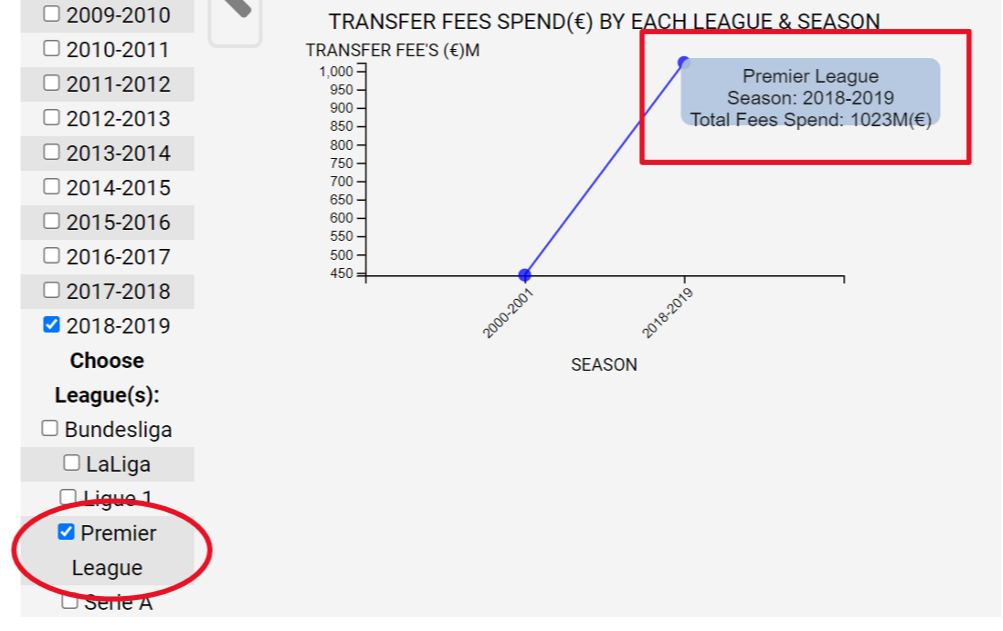 2009-2010
2010-2011
2011-2012
2012-2013
2013-2014
2014-2015
2015-2016
2016-2017
2017-2018
2018-2019
Choose
League(s):
Bundesliga
LaLiga
Ligue 1
Premier
League
Serie A
TRANSFER FEES SPEND(€) BY EACH LEAGUE & SEASON
TRANSFER FEE'S (€)M
1,000
950
900
850
800
750
700
650
600
550
500
450
Premier League
Season: 2018-2019
Total Fees Spend: 1023M(€)
2000-2001
2018-2019
SEASON